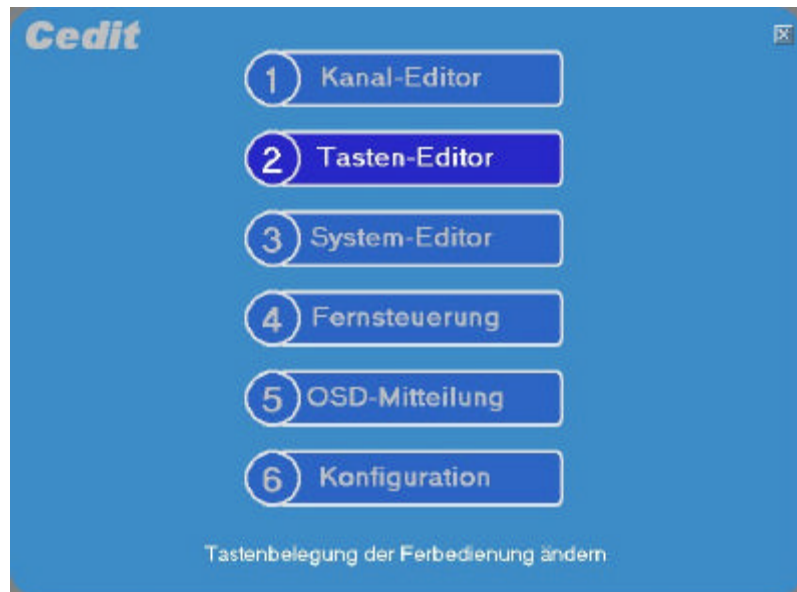 Cedit
1 Kanal-Editor
2 Tasten-Editor
3 System-Editor
4 Fernsteuerung
5 OSD-Mitteilung
6 Konfiguration
Tastenbelegung der Ferbedienung ändern